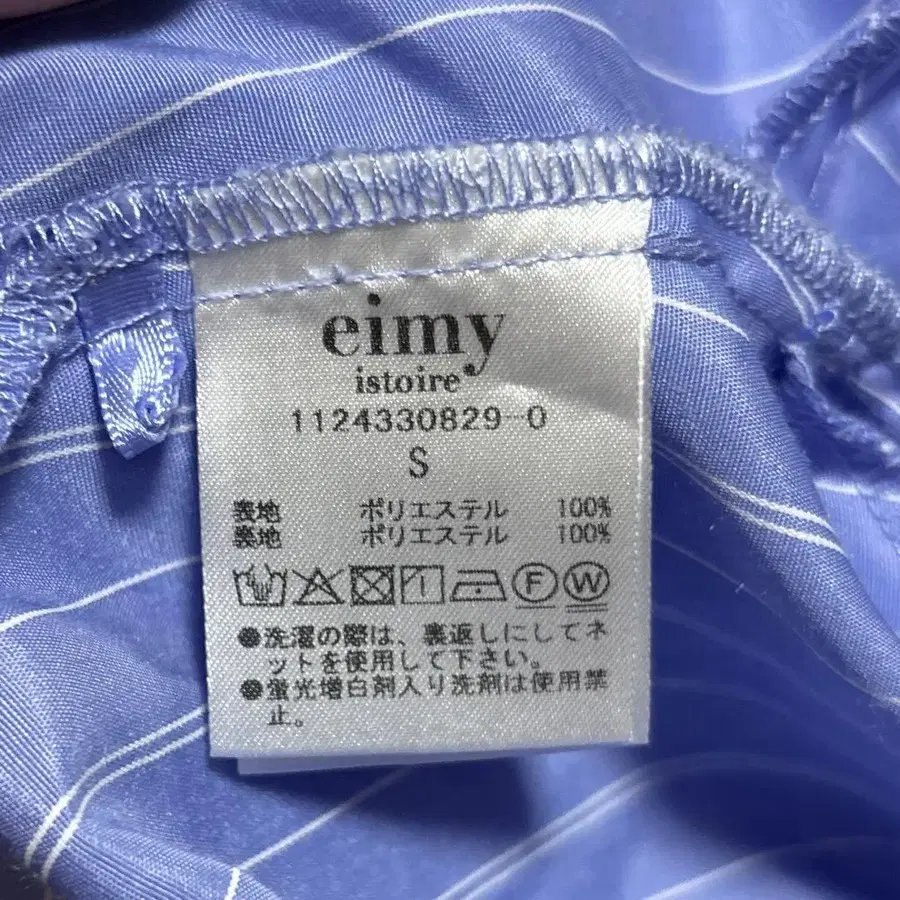 eimy
istoire
1124330829-0
S
表地 ポリエステル 100%
裏地 ポリエステル 100%
F W
●洗濯の際は、裏返しにしてネ
ットを使用して下さい。
●蛍光増白剤入り洗剤は使用禁
止。